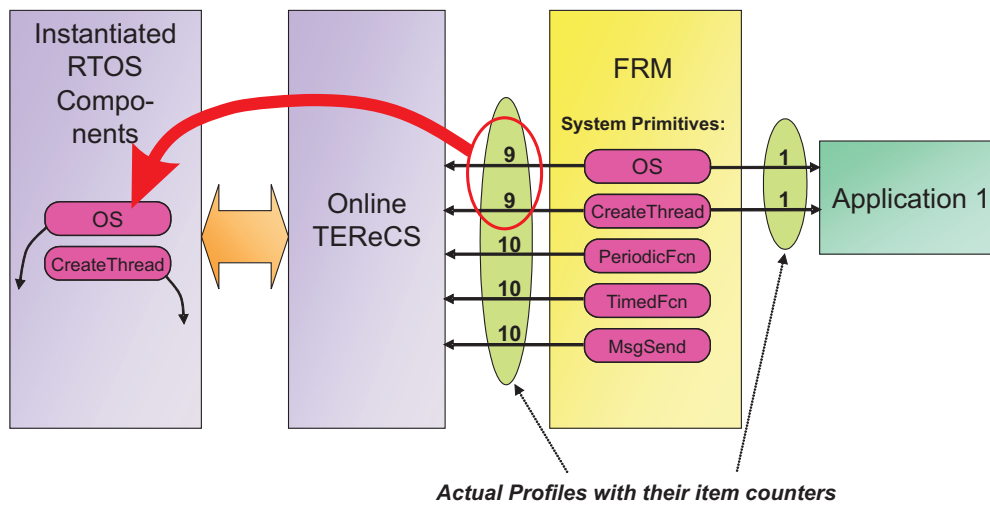 Instantiated
RTOS
Compo-
nents
OS
CreateThread
Online
TEReCS
FRM
System Primitives:
9
OS
1
9
CreateThread
1
10
PeriodicFcn
10
TimedFcn
10
MsgSend
Application 1
Actual Profiles with their item counters